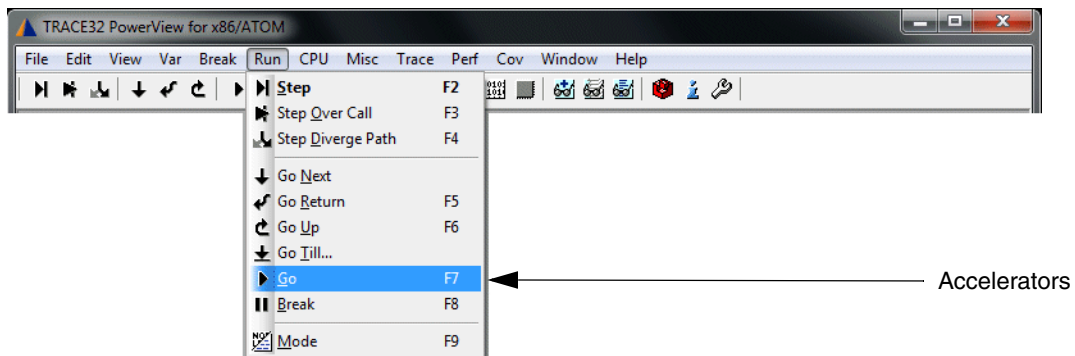 TRACE32 PowerView for x86/ATOM
File Edit View Var Break Run CPU Misc Trace Perf Cov Window Help
Step F2
Step Over Call F3
Step Diverge Path F4
Go Next
Go Return F5
Go Up F6
Go Till...
Go F7
Accelerators
Break F8
Mode F9